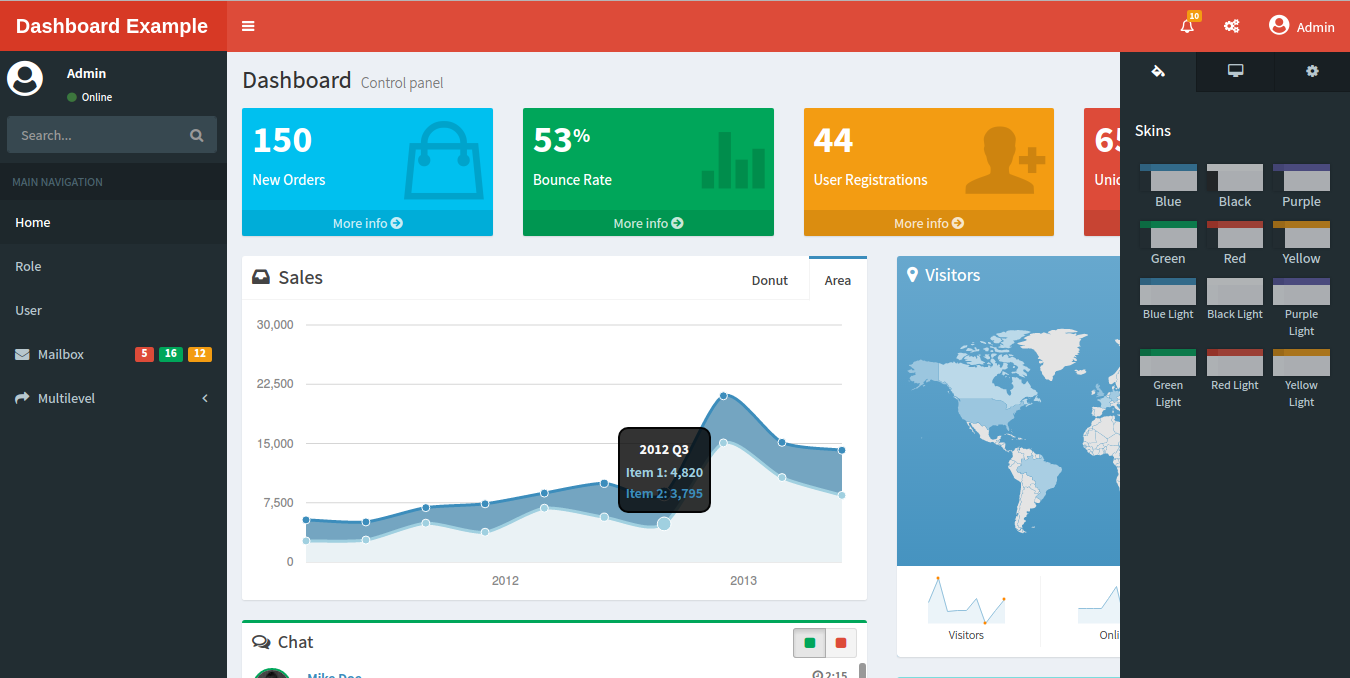 Dashboard Example
10
Admin
Admin
Online
Search...
MAIN NAVIGATION
Home
Role
User
Mailbox 5 16 12
Multilevel
Dashboard Control panel
150
New Orders
More info
53%
Bounce Rate
More info
44
User Registrations
More info
65
Sales
Donut
Area
30,000
22,500
15,000
7,500
0
2012 Q3
Item 1: 4,820
Item 2: 3,795
2012
2013
Visitors
Visitors
Chat
Mike Doe
2:15
Skins
Blue Black Purple
Green Red Yellow
Blue Light Black Light Purple
Light
Green Red Light Yellow
Light Light